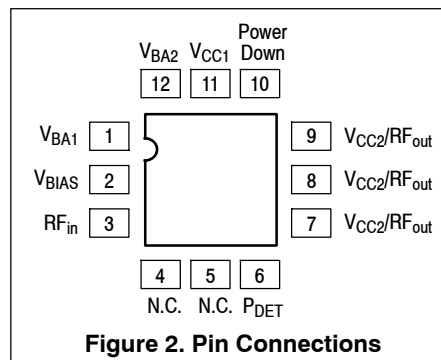 Power
V_BA2 V_CC1 Down
12 11 10
V_BA1 1 9 V_CC2/RF_out
V_BIAS 2 8 V_CC2/RF_out
RF_in 3 7 V_CC2/RF_out
4 5 6
N.C. N.C. P_DET
Figure 2. Pin Connections